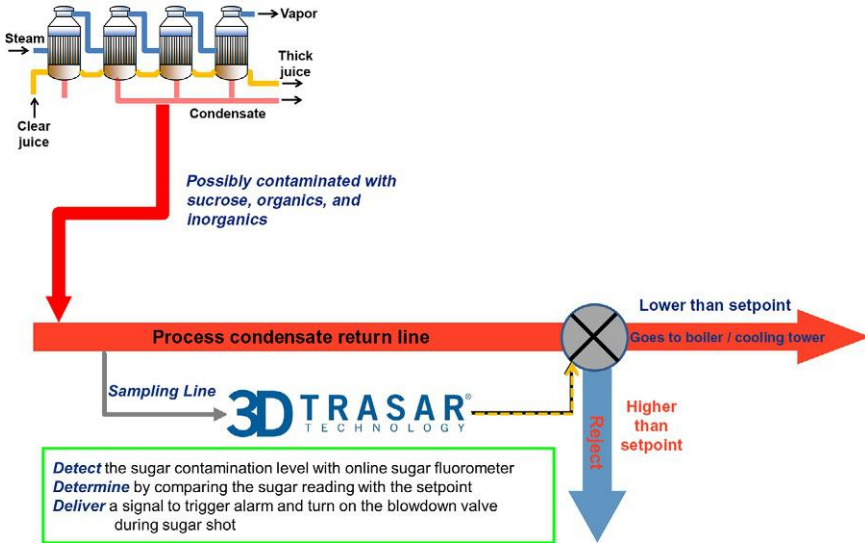 Vapor
Steam
Thick
juice
Condensate
Clear
juice
Possibly contaminated with
sucrose, organics, and
inorganics
Lower than setpoint
Process condensate return line
Goes to boiler / cooling tower
Sampling Line
3D TRASAR®
TECHNOLOGY
Reject
Higher
than
setpoint
Detect the sugar contamination level with online sugar fluorometer
Determine by comparing the sugar reading with the setpoint
Deliver a signal to trigger alarm and turn on the blowdown valve
during sugar shot